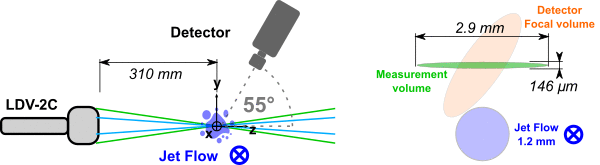 Detector
310 mm
y
LDV-2C
55°
x
z
Jet Flow
Detector
Focal volume
2.9 mm
Measurement
volume
146 μm
Jet Flow
1.2 mm